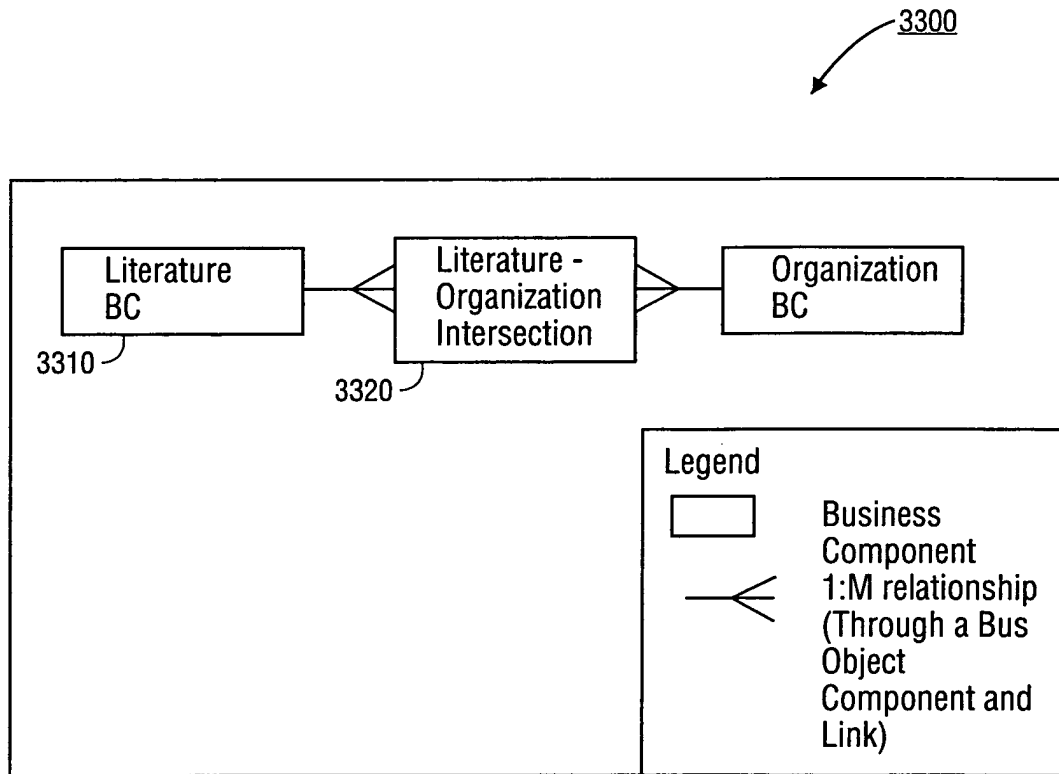 3300
Literature
BC
Literature -
Organization
Intersection
Organization
BC
3310
3320
Legend
Business
Component
1:M relationship
(Through a Bus
Object
Component and
Link)